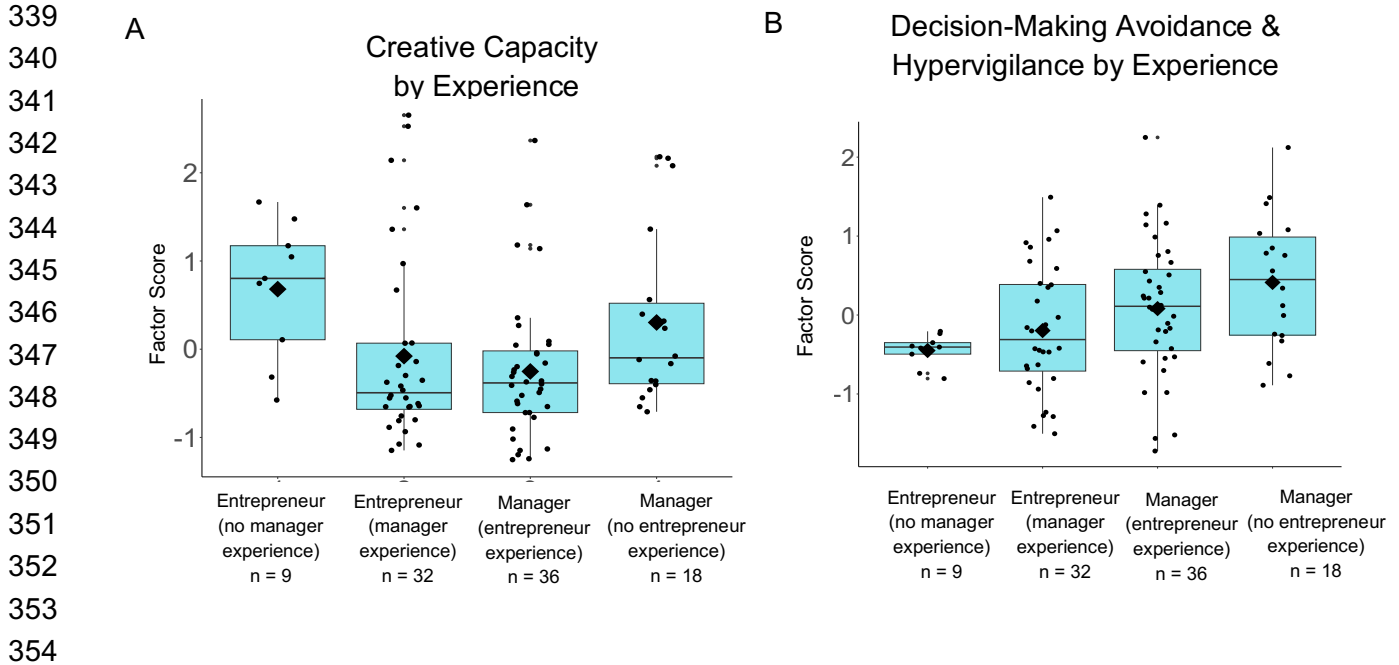 339
340
341
342
343
344
345
346
347
348
349
350
351
352
353
354
A
Creative Capacity
by Experience
Factor Score
2
1
0
-1
Entrepreneur
(no manager
experience)
n = 9
Entrepreneur
(manager
experience)
n = 32
Manager
(entrepreneur
experience)
n = 36
Manager
(no entrepreneur
experience)
n = 18
B
Decision-Making Avoidance &
Hypervigilance by Experience
Factor Score
2
1
0
-1
Entrepreneur
(no manager
experience)
n = 9
Entrepreneur
(manager
experience)
n = 32
Manager
(entrepreneur
experience)
n = 36
Manager
(no entrepreneur
experience)
n = 18